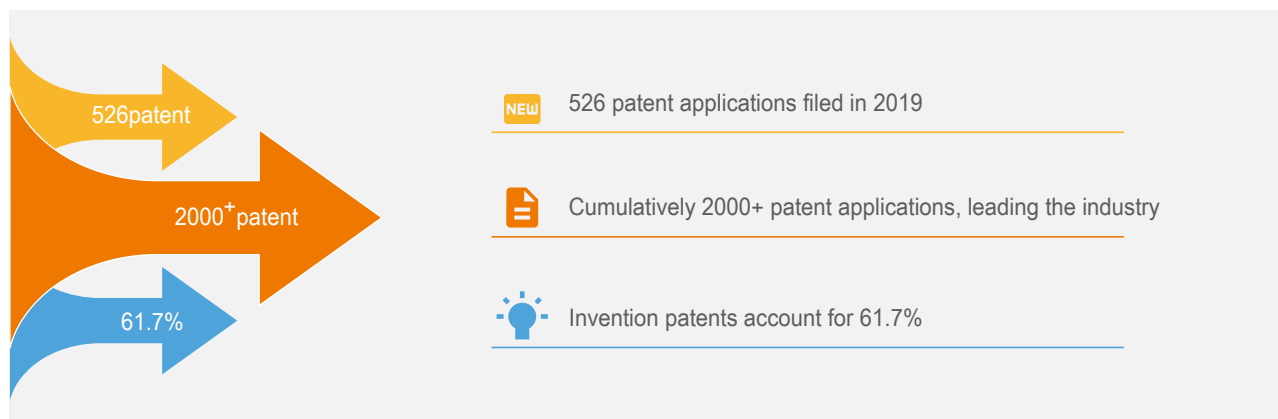 526patent
2000+patent
61.7%
NEW
526 patent applications filed in 2019
Cumulatively 2000+ patent applications, leading the industry
Invention patents account for 61.7%